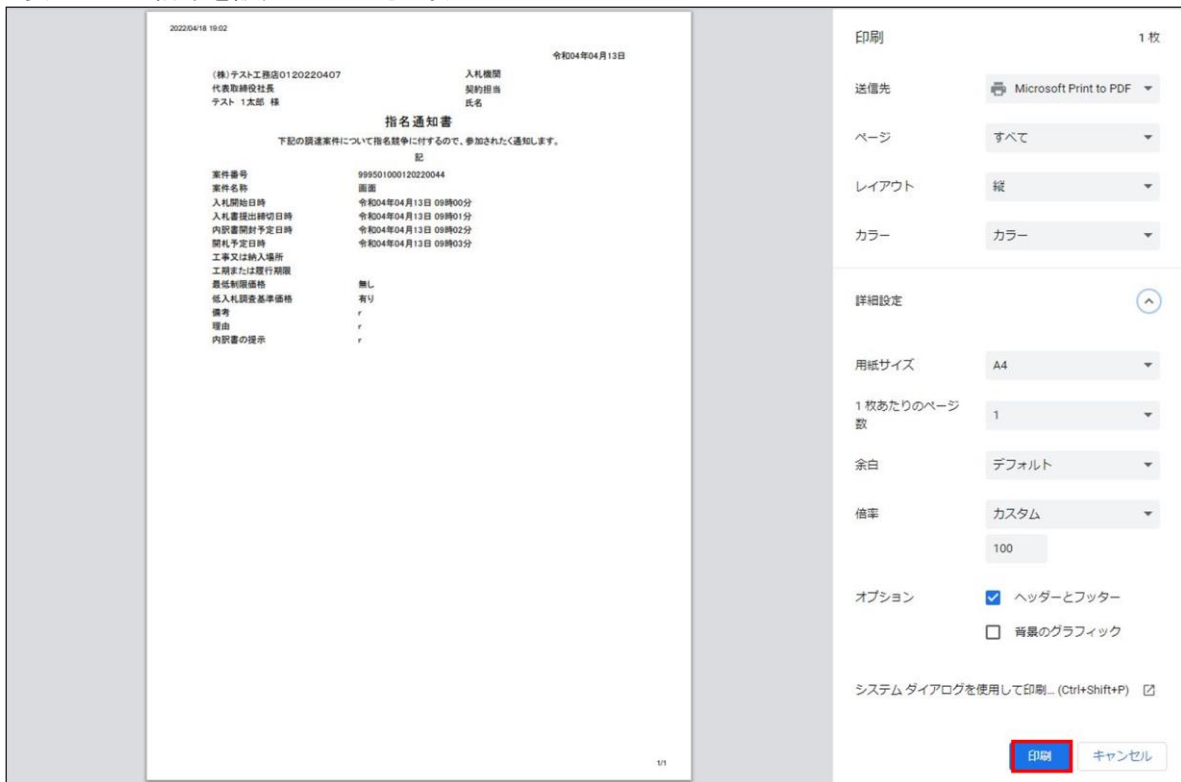 2022/04/18 19:02
令和04年04月13日
(株)テスト工務店0120220407 入札機関
代表取締役社長 契約担当
テスト 1太郎 様 氏名
指名通知書
下記の調達案件について指名競争に付するので、参加されたく通知します。
記
案件番号 999501000120220044
案件名称 画面
入札開始日時 令和04年04月13日 09時00分
入札書提出締切日時 令和04年04月13日 09時01分
内訳書開封予定日時 令和04年04月13日 09時02分
開札予定日時 令和04年04月13日 09時03分
工事又は納入場所
工期または履行期限
最低制限価格 無し
低入札調査基準価格 有り
備考 r
理由 r
内訳書の提示 r
1/1
印刷 1 枚
送信先 Microsoft Print to PDF
ページ すべて
レイアウト 縦
カラー カラー
詳細設定
用紙サイズ A4
1 枚あたりのページ
数 1
余白 デフォルト
倍率 カスタム
100
オプション ヘッダーとフッター
背景のグラフィック
システム ダイアログを使用して印刷... (Ctrl+Shift+P)
印刷 キャンセル